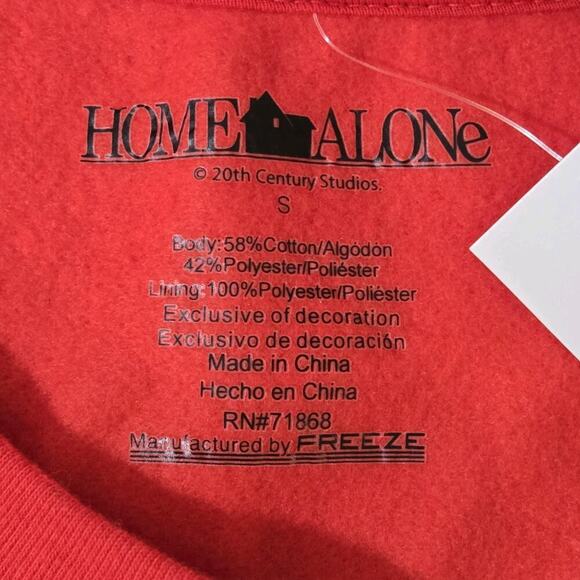 HOME ALONe
© 20th Century Studios.
S
Body:58%Cotton/Algódón
42%Polyester/Poliéster
Lining:100%Polyester/Poliéster
Exclusive of decoration
Exclusivo de decoración
Made in China
Hecho en China
RN#71868
Manufactured by FREEZE